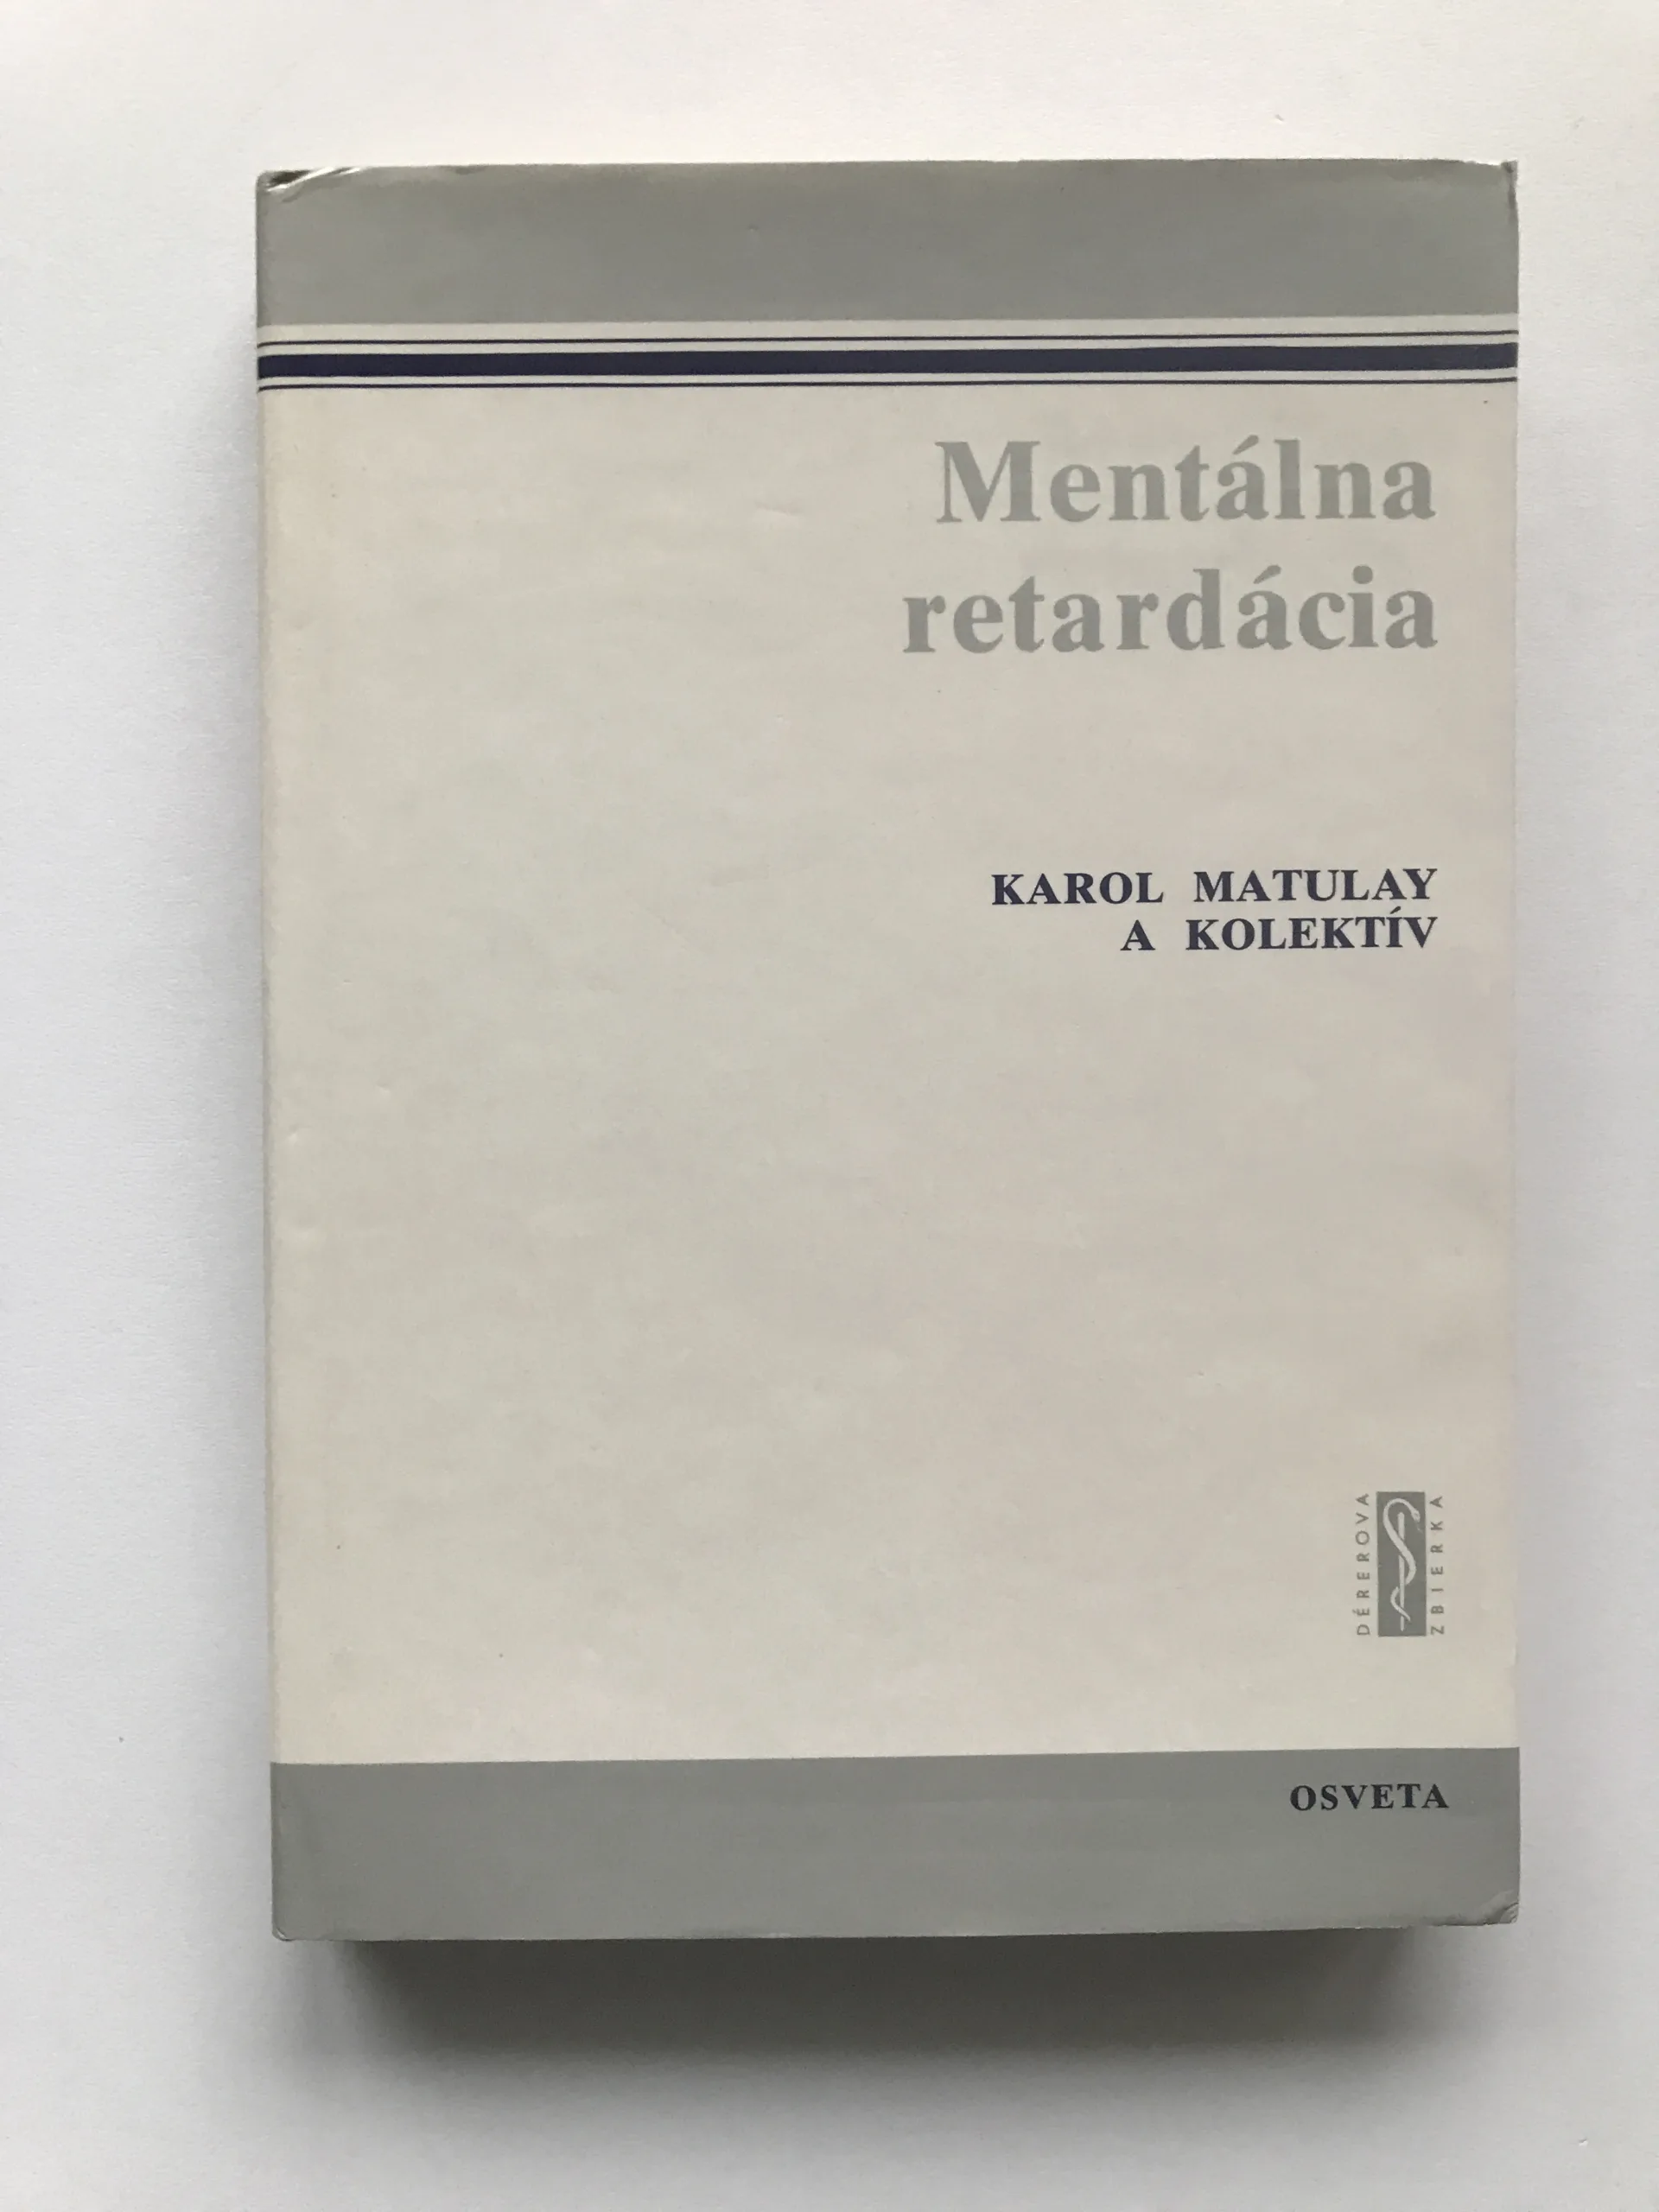 Mentálna
retardácia
KAROL MATULAY
A KOLEKTÍV
DÉREROVA
ZBIERKA
OSVETA